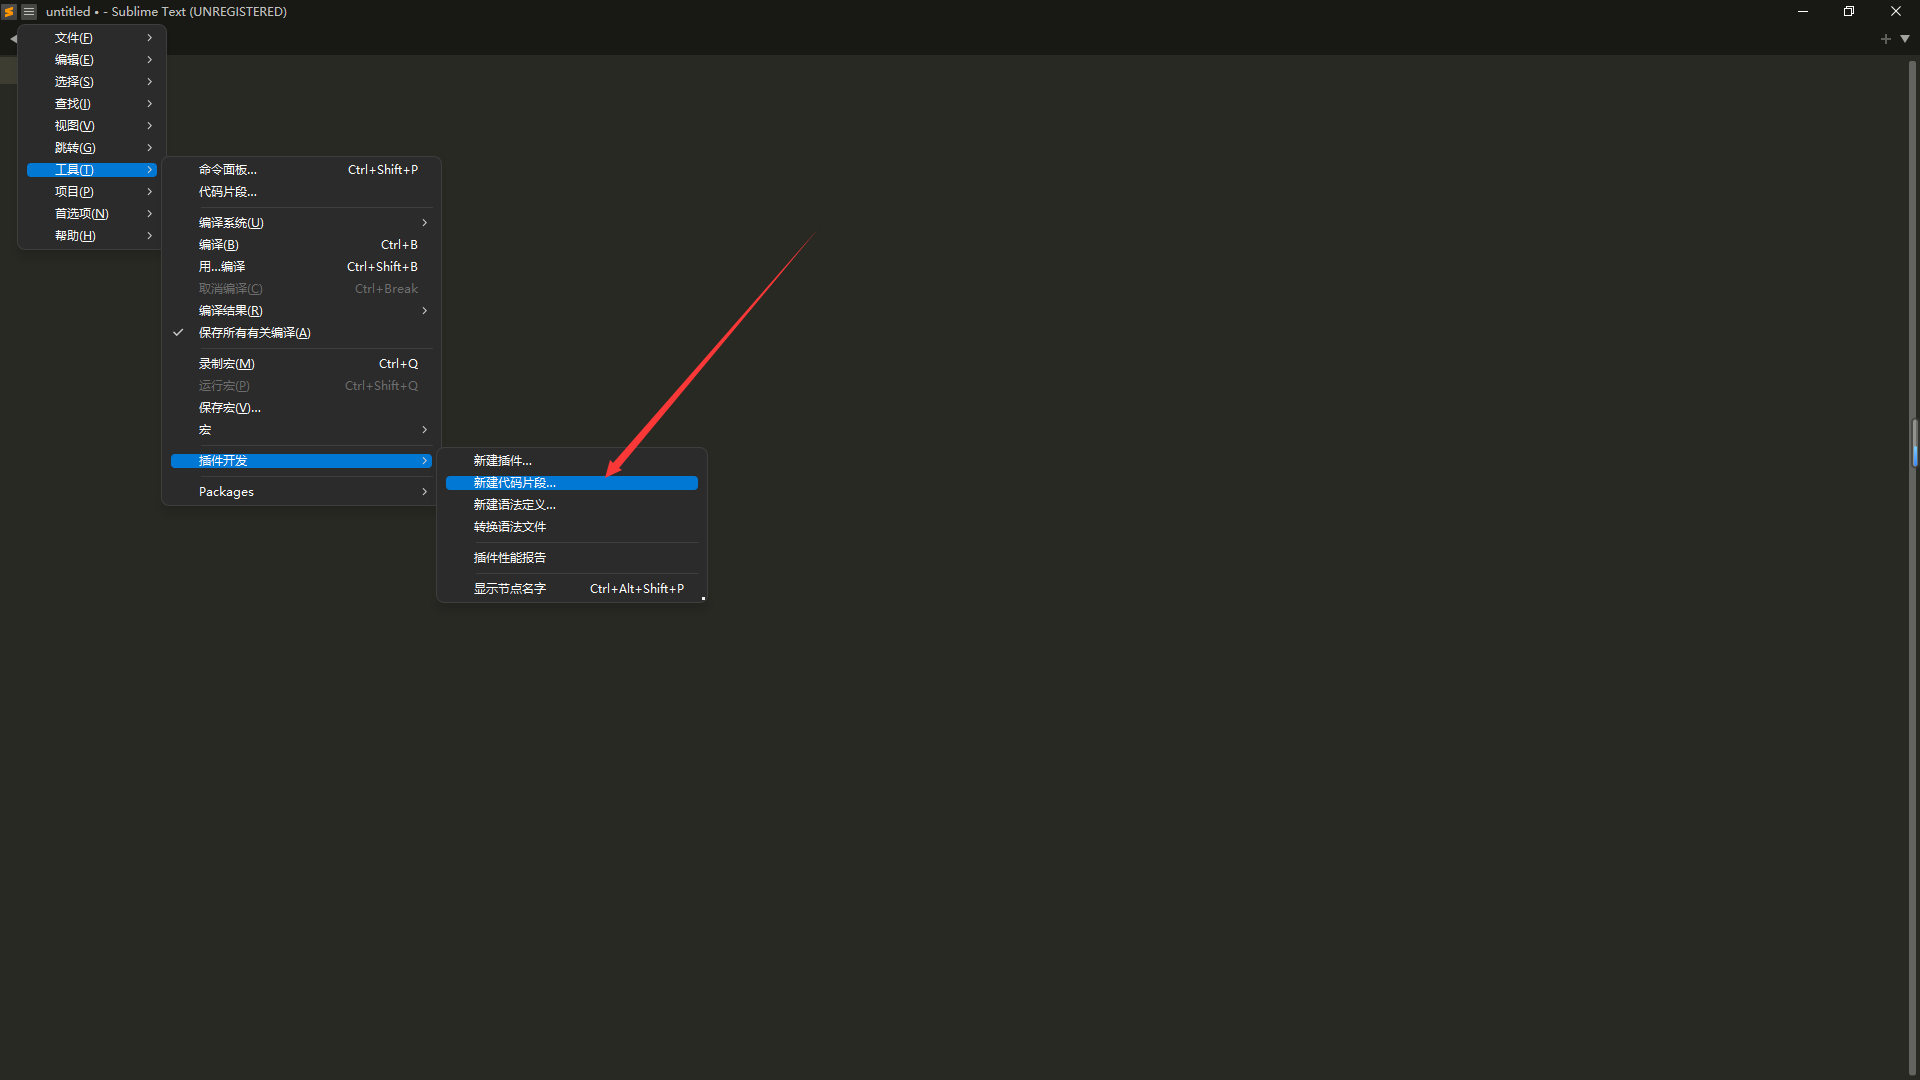 untitled • - Sublime Text (UNREGISTERED)
文件(F)
编辑(E)
选择(S)
查找(I)
视图(V)
跳转(G)
工具(T)
项目(P)
首选项(N)
帮助(H)
命令面板... Ctrl+Shift+P
代码片段...
编译系统(U)
编译(B) Ctrl+B
用...编译 Ctrl+Shift+B
取消编译(C) Ctrl+Break
编译结果(R)
保存所有有关编译(A)
录制宏(M) Ctrl+Q
运行宏(P) Ctrl+Shift+Q
保存宏(V)...
宏
插件开发
Packages
新建插件...
新建代码片段...
新建语法定义...
转换语法文件
插件性能报告
显示节点名字 Ctrl+Alt+Shift+P